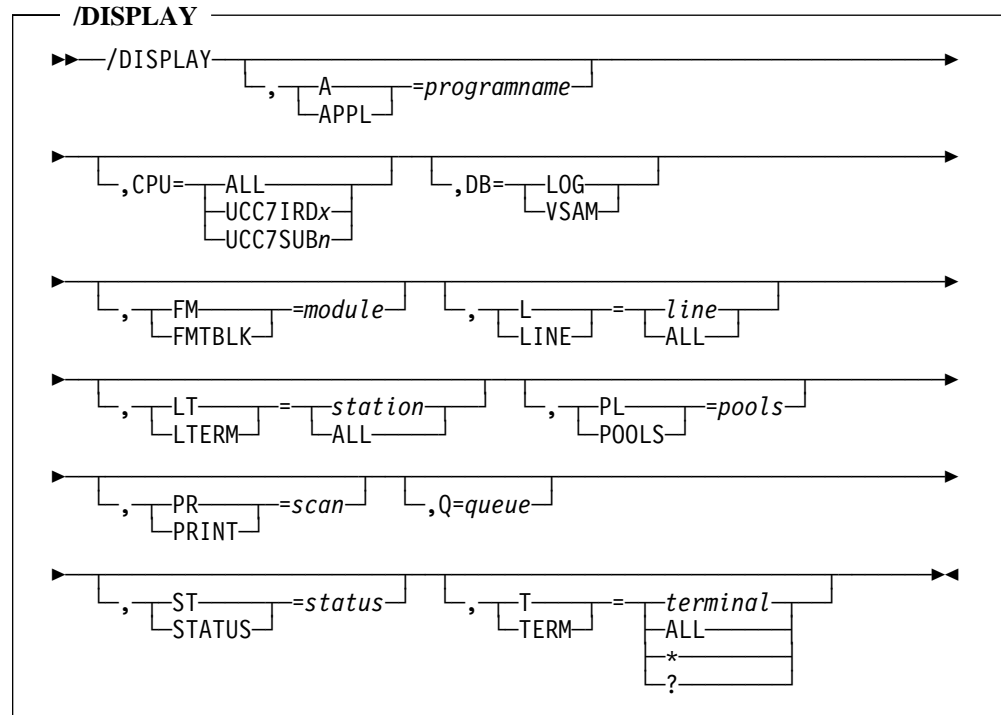 /DISPLAY
/DISPLAY
, A =programname
APPL
,CPU= ALL ,DB= LOG
UCC7IRDx VSAM
UCC7SUBn
, FM =module , L = line
FMTBLK LINE ALL
, LT = station , PL =pools
LTERM ALL POOLS
, PR =scan ,Q=queue
PRINT
, ST =status , T = terminal
STATUS TERM ALL
*
?